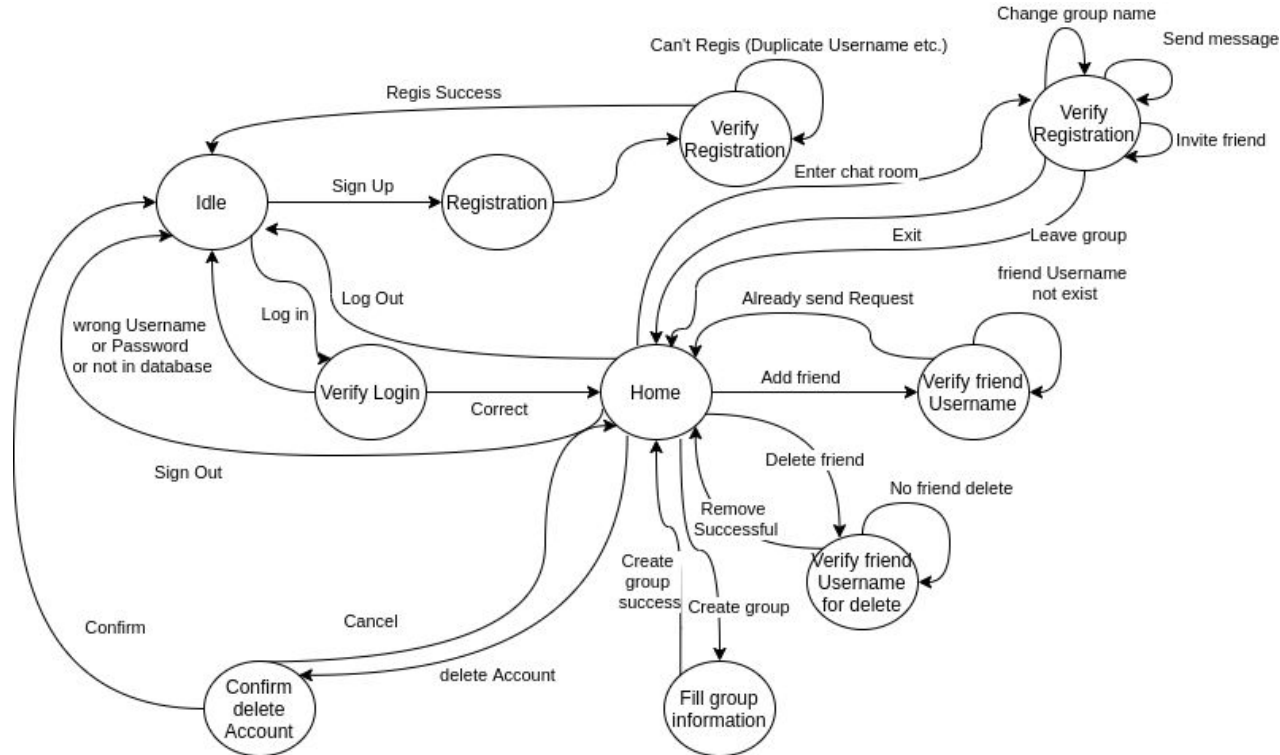 Change group name
Send message
Can't Regis (Duplicate Username etc.)
Regis Success
Verify
Registration
Verify
Registration
Invite friend
Enter chat room
Sign Up
Idle
Registration
Exit
Leave group
friend Username
not exist
Log Out
Already send Request
Log in
wrong Username
or Password
or not in database
Add friend
Verify Login
Home
Verify friend
Username
Correct
Sign Out
Delete friend
No friend delete
Remove
Successful
Verify friend
Username
for delete
Create
group
success
Create group
Confirm
Cancel
delete Account
Confirm
delete
Account
Fill group
information